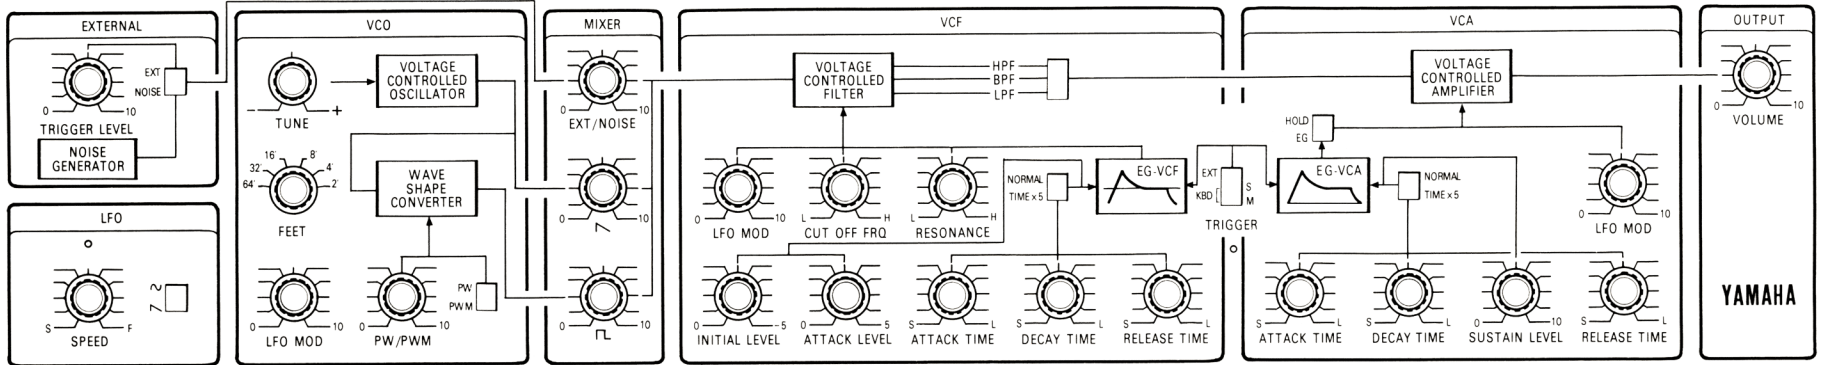 EXTERNAL
EXT
NOISE
0 10
TRIGGER LEVEL
NOISE
GENERATOR
LFO
S F
SPEED
VCO
- +
TUNE
VOLTAGE
CONTROLLED
OSCILLATOR
16' 8'
32' 4'
64' 2'
FEET
WAVE
SHAPE
CONVERTER
PW
PWM
0 10
LFO MOD
0 10
PW/PWM
MIXER
0 10
EXT/NOISE
0 10
0 10
VCF
VOLTAGE
CONTROLLED
FILTER
HPF
BPF
LPF
0 10
LFO MOD
L H
CUT OFF FRQ
L H
RESONANCE
NORMAL
TIME x 5
EG-VCF
EXT
KBD
S
M
TRIGGER
0 -5
INITIAL LEVEL
0 5
ATTACK LEVEL
S L
ATTACK TIME
S L
DECAY TIME
S L
RELEASE TIME
VCA
VOLTAGE
CONTROLLED
AMPLIFIER
HOLD
EG
EG-VCA
NORMAL
TIME x 5
0 10
LFO MOD
S L
ATTACK TIME
S L
DECAY TIME
0 10
SUSTAIN LEVEL
S L
RELEASE TIME
OUTPUT
0 10
VOLUME
YAMAHA